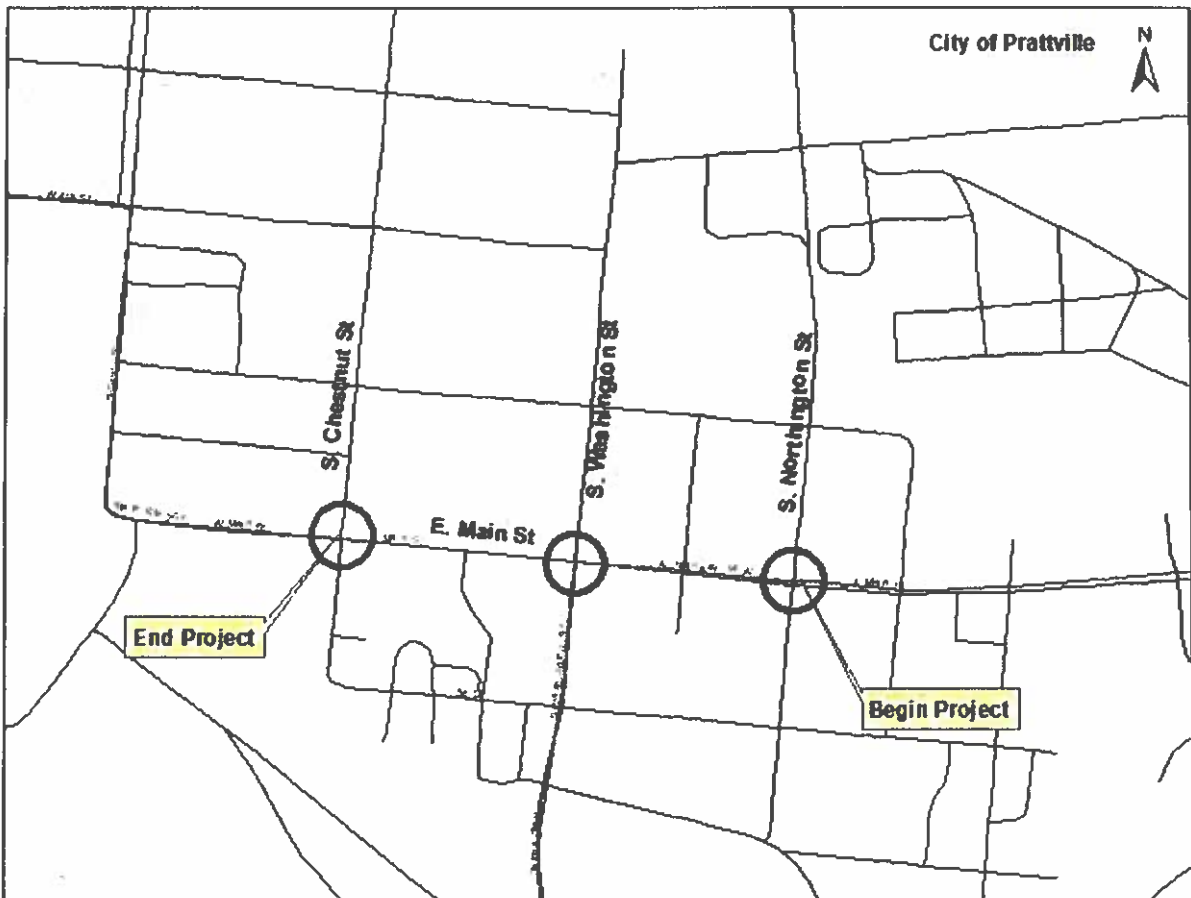 City of Prattville
N
S. Chestnut St
S. Washington St
S. Northington St
E. Main St
End Project
Begin Project